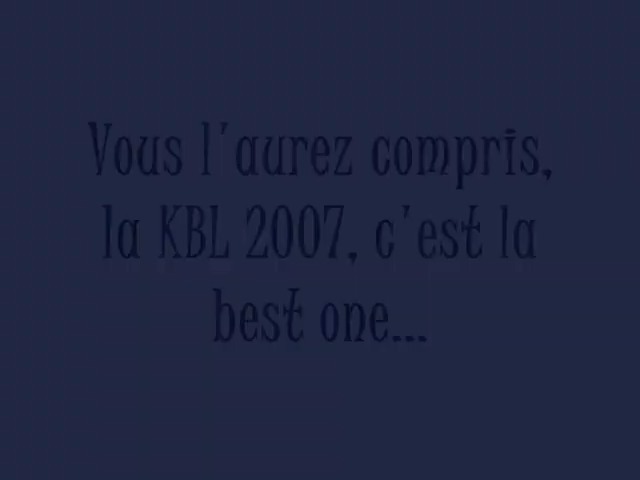 Vous l'aurez compris,
la KBL 2007, c'est la
best one...